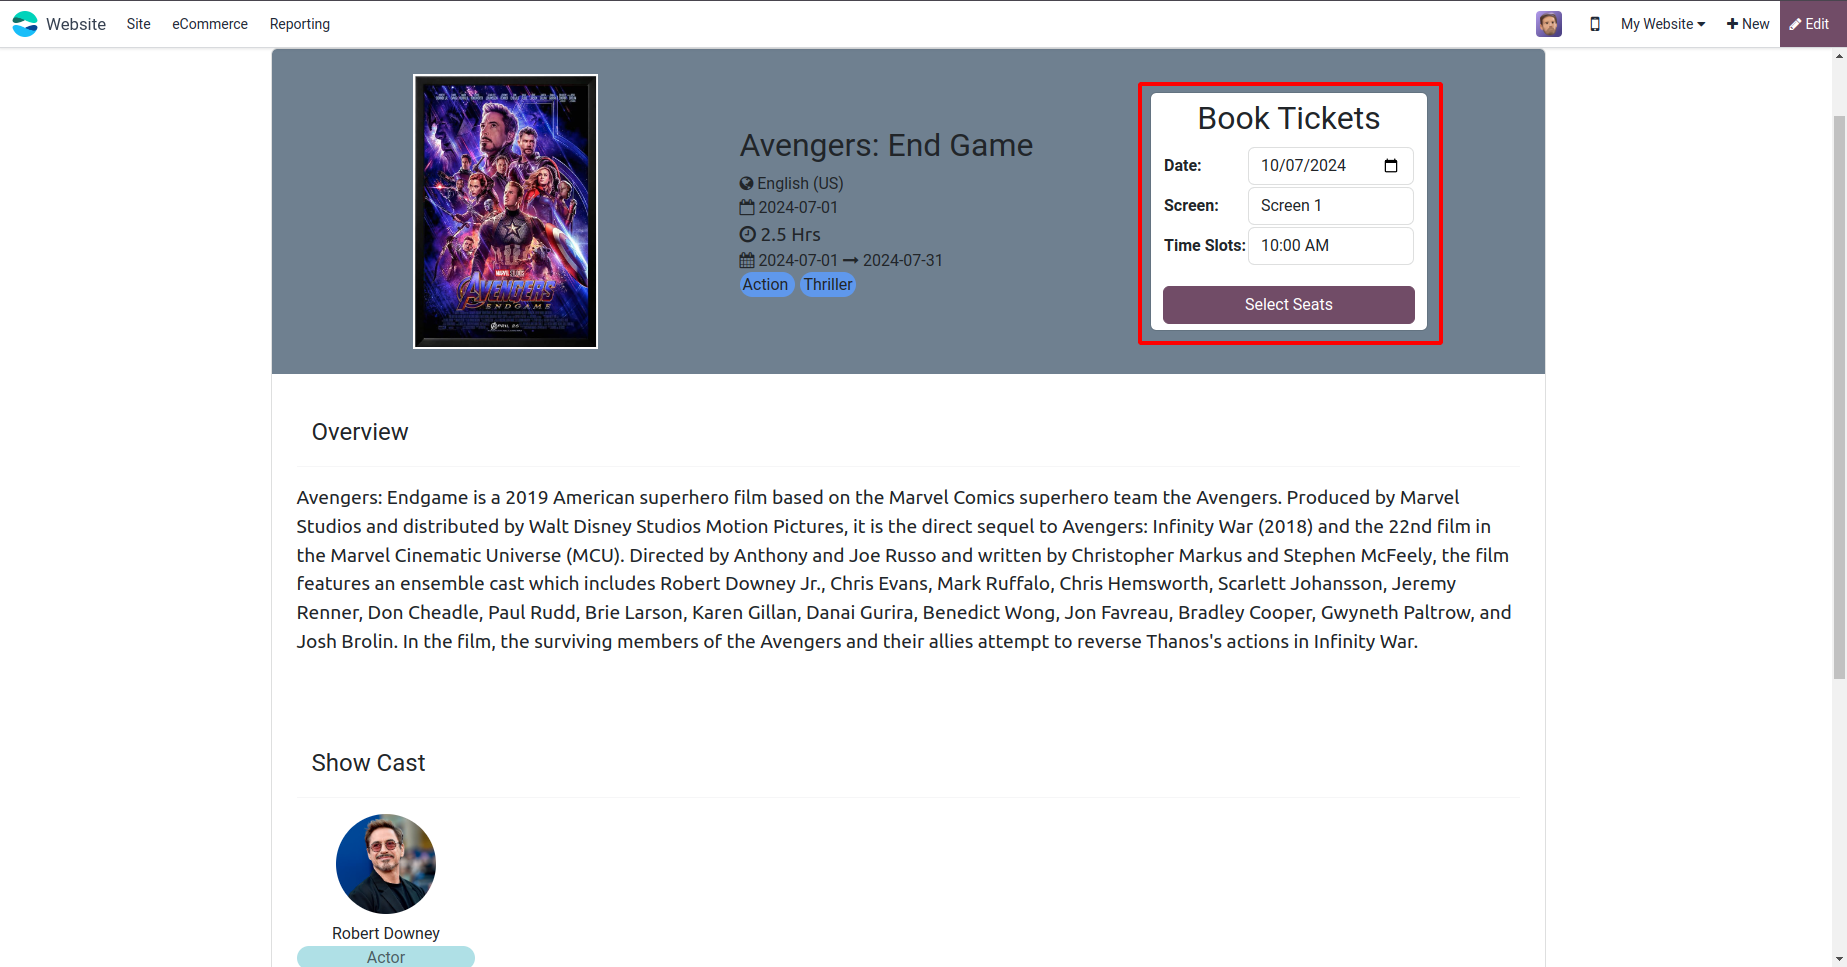 Website Site eCommerce Reporting My Website New Edit
MARVEL STUDIOS
AVENGERS
ENDGAME
APRIL 26
Avengers: End Game
English (US)
2024-07-01
2.5 Hrs
2024-07-01 → 2024-07-31
Action Thriller
Book Tickets
Date: 10/07/2024
Screen: Screen 1
Time Slots: 10:00 AM
Select Seats
Overview
Avengers: Endgame is a 2019 American superhero film based on the Marvel Comics superhero team the Avengers. Produced by Marvel
Studios and distributed by Walt Disney Studios Motion Pictures, it is the direct sequel to Avengers: Infinity War (2018) and the 22nd film in
the Marvel Cinematic Universe (MCU). Directed by Anthony and Joe Russo and written by Christopher Markus and Stephen McFeely, the film
features an ensemble cast which includes Robert Downey Jr., Chris Evans, Mark Ruffalo, Chris Hemsworth, Scarlett Johansson, Jeremy
Renner, Don Cheadle, Paul Rudd, Brie Larson, Karen Gillan, Danai Gurira, Benedict Wong, Jon Favreau, Bradley Cooper, Gwyneth Paltrow, and
Josh Brolin. In the film, the surviving members of the Avengers and their allies attempt to reverse Thanos's actions in Infinity War.
Show Cast
Robert Downey
Actor